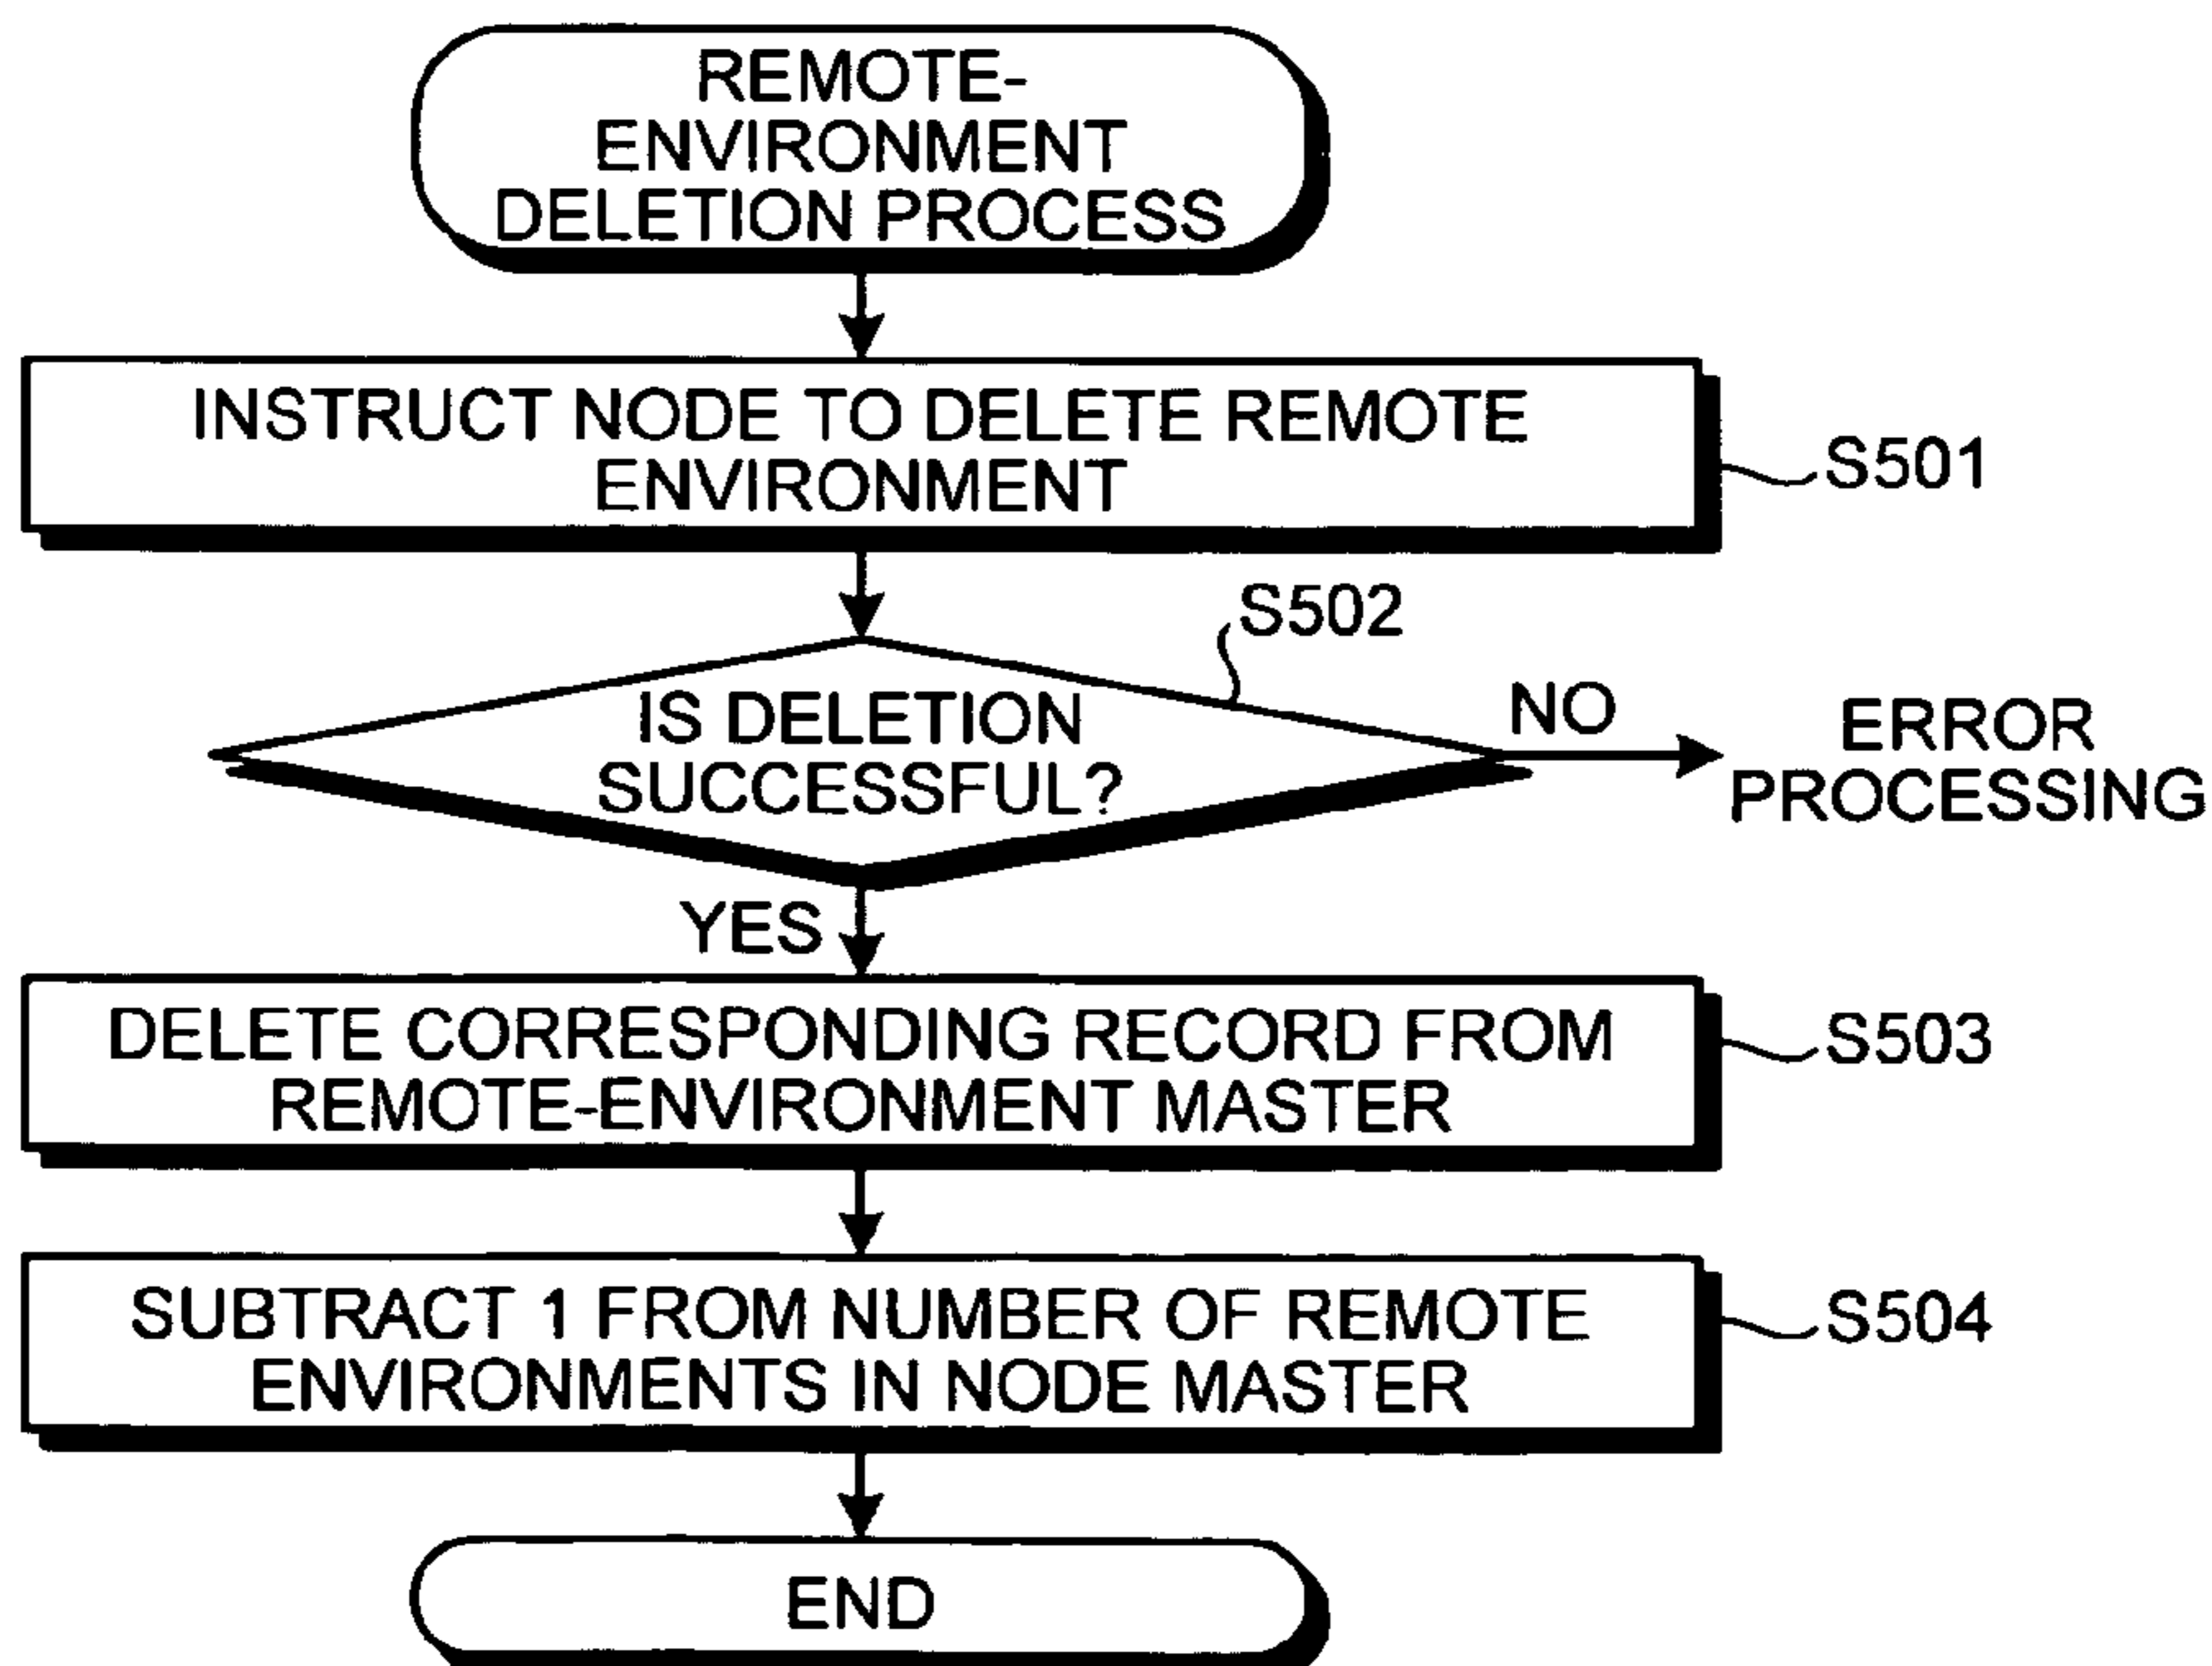 REMOTE-
ENVIRONMENT
DELETION PROCESS
INSTRUCT NODE TO DELETE REMOTE
ENVIRONMENT
S501
S502
IS DELETION
SUCCESSFUL?
NO
ERROR
PROCESSING
YES
DELETE CORRESPONDING RECORD FROM
REMOTE-ENVIRONMENT MASTER
S503
SUBTRACT 1 FROM NUMBER OF REMOTE
ENVIRONMENTS IN NODE MASTER
S504
END